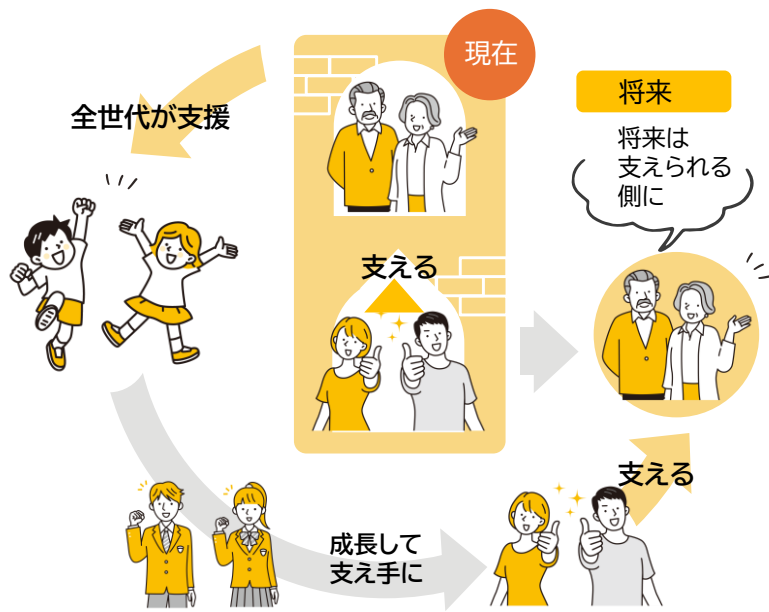 現在
全世代が支援
将来
将来は
支えられる
側に
支える
支える
成長して
支え手に